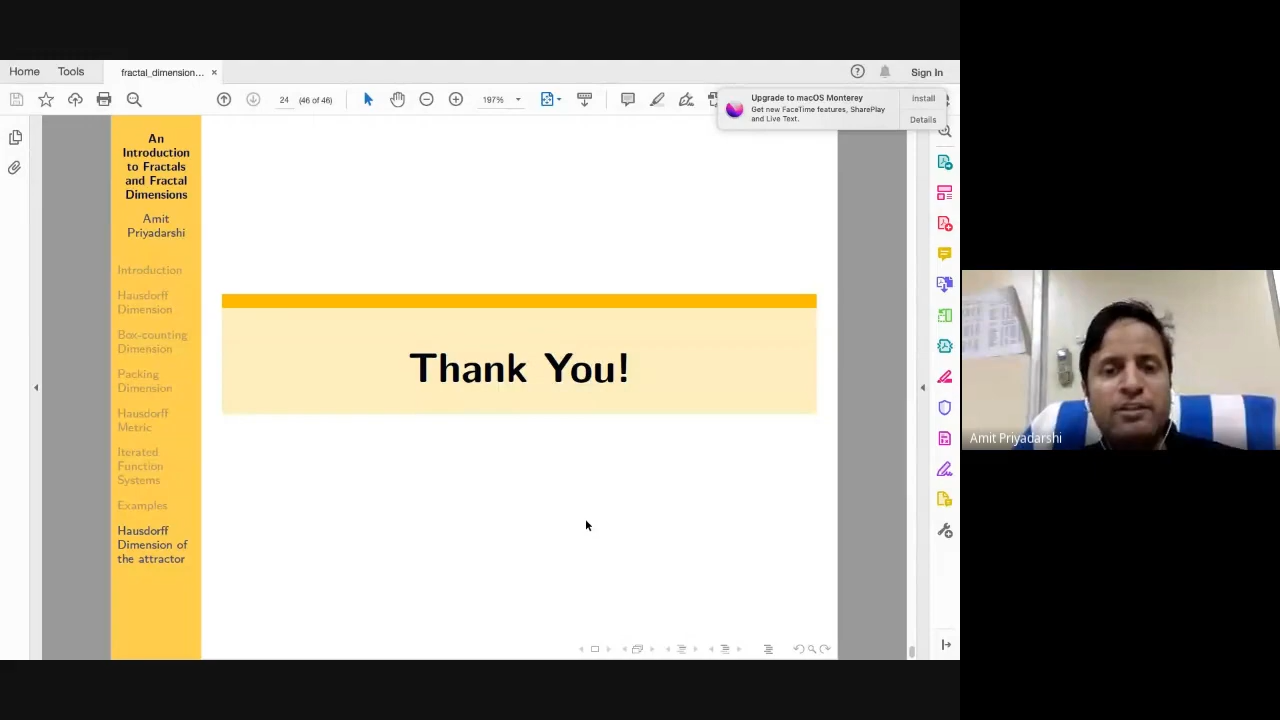 Home
Tools
fractal_dimension...
Sign In
24
(46 of 46)
197%
Upgrade to macOS Monterey
Get new FaceTime features, SharePlay
and Live Text.
Install
Details
An
Introduction
to Fractals
and Fractal
Dimensions
Amit
Priyadarshi
Introduction
Hausdorff
Dimension
Box-counting
Dimension
Packing
Dimension
Hausdorff
Metric
Iterated
Function
Systems
Examples
Hausdorff
Dimension of
the attractor
Thank You!
Amit Priyadarshi